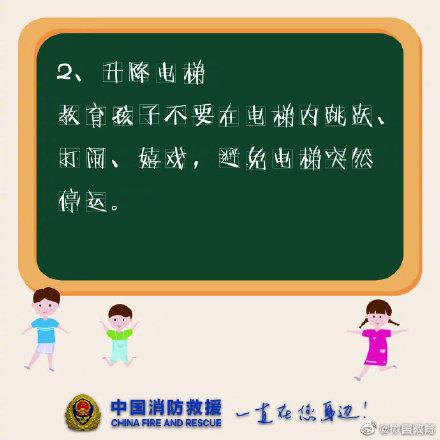 2、升降电梯
教育孩子不要在电梯内跳跃、
打闹、嬉戏，避免电梯突然
停运。
中国消防救援
CHINA FIRE AND RESCUE
一直在您身边！